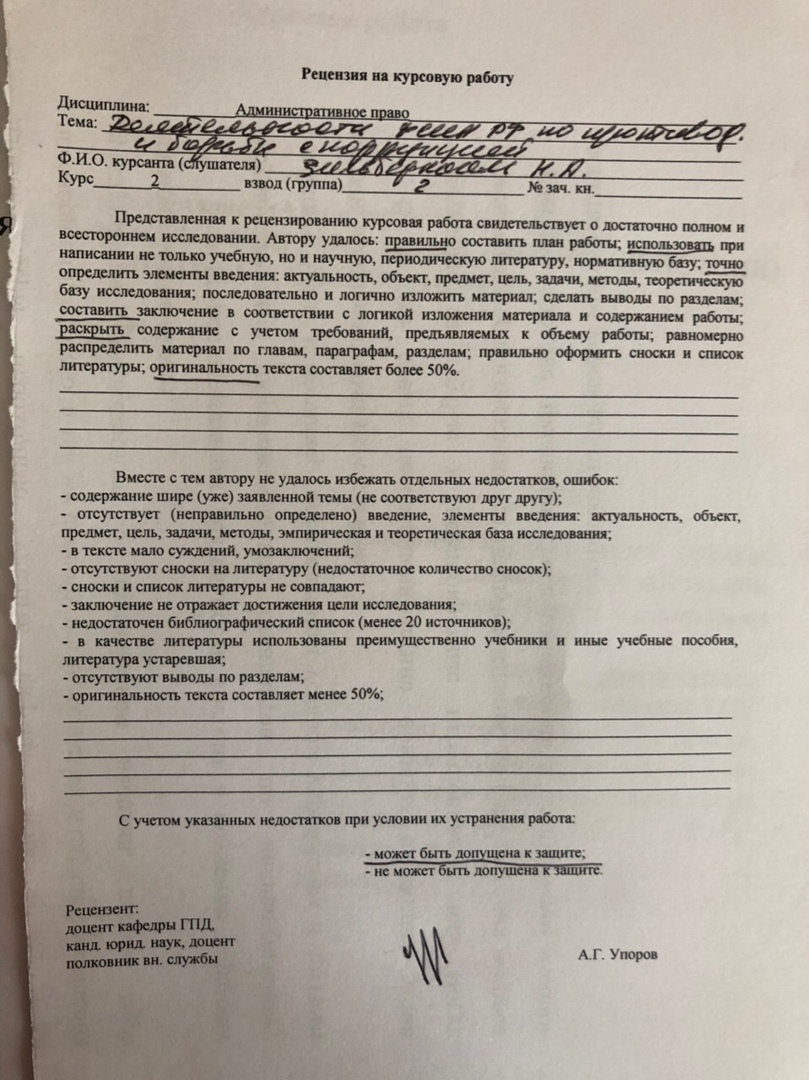 Рецензия на курсовую работу
Дисциплина: Административное право
Тема: Деятельность РФ по
и борьбе с коррупцией
Ф.И.О. курсанта (слушателя) Н.А.
Курс 2 взвод (группа) 2 № зач. кн.
Представленная к рецензированию курсовая работа свидетельствует о достаточно полном и
всестороннем исследовании. Автору удалось: правильно составить план работы; использовать при
написании не только учебную, но и научную, периодическую литературу, нормативную базу; точно
определить элементы введения: актуальность, объект, предмет, цель, задачи, методы, теоретическую
базу исследования; последовательно и логично изложить материал; сделать выводы по разделам;
составить заключение в соответствии с логикой изложения материала и содержанием работы;
раскрыть содержание с учетом требований, предъявляемых к объему работы; равномерно
распределить материал по главам, параграфам, разделам; правильно оформить сноски и список
литературы; оригинальность текста составляет более 50%.
Вместе с тем автору не удалось избежать отдельных недостатков, ошибок:
- содержание шире (уже) заявленной темы (не соответствуют друг другу);
- отсутствует (неправильно определено) введение, элементы введения: актуальность, объект,
предмет, цель, задачи, методы, эмпирическая и теоретическая база исследования;
- в тексте мало суждений, умозаключений;
- отсутствуют сноски на литературу (недостаточное количество сносок);
- сноски и список литературы не совпадают;
- заключение не отражает достижения цели исследования;
- недостаточен библиографический список (менее 20 источников);
- в качестве литературы использованы преимущественно учебники и иные учебные пособия,
литература устаревшая;
- отсутствуют выводы по разделам;
- оригинальность текста составляет менее 50%;
С учетом указанных недостатков при условии их устранения работа:
- может быть допущена к защите;
- не может быть допущена к защите.
Рецензент:
доцент кафедры ГПД,
канд. юрид. наук, доцент
полковник вн. службы А.Г. Упоров